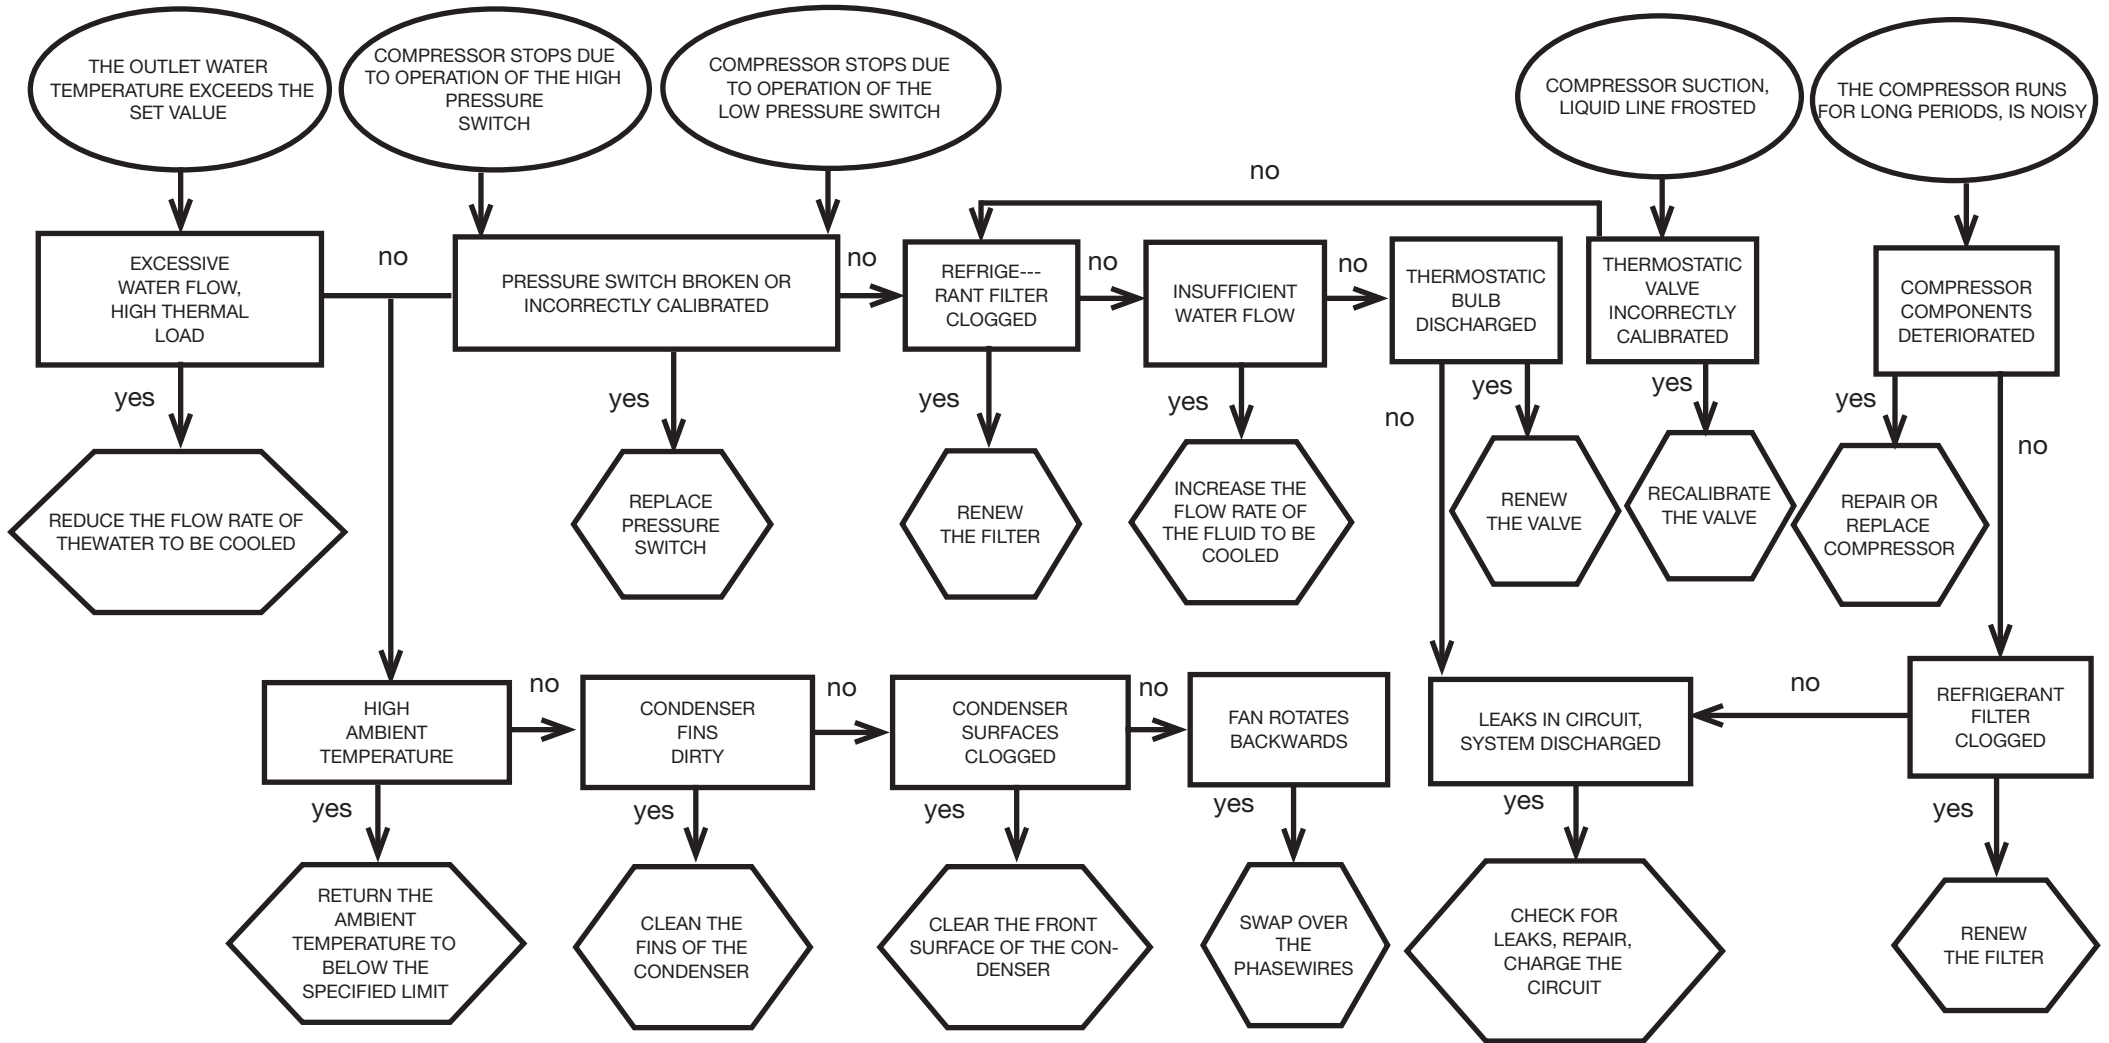 THE OUTLET WATER
TEMPERATURE EXCEEDS THE
SET VALUE
COMPRESSOR STOPS DUE
TO OPERATION OF THE HIGH
PRESSURE
SWITCH
COMPRESSOR STOPS DUE
TO OPERATION OF THE
LOW PRESSURE SWITCH
COMPRESSOR SUCTION,
LIQUID LINE FROSTED
THE COMPRESSOR RUNS
FOR LONG PERIODS, IS NOISY
no
EXCESSIVE
WATER FLOW,
HIGH THERMAL
LOAD
no
PRESSURE SWITCH BROKEN OR
INCORRECTLY CALIBRATED
no
REFRIGE---
RANT FILTER
CLOGGED
no
INSUFFICIENT
WATER FLOW
no
THERMOSTATIC
BULB
DISCHARGED
THERMOSTATIC
VALVE
INCORRECTLY
CALIBRATED
COMPRESSOR
COMPONENTS
DETERIORATED
yes
yes
yes
yes
no
yes
yes
yes
no
REDUCE THE FLOW RATE OF
THEWATER TO BE COOLED
REPLACE
PRESSURE
SWITCH
RENEW
THE FILTER
INCREASE THE
FLOW RATE OF
THE FLUID TO BE
COOLED
RENEW
THE VALVE
RECALIBRATE
THE VALVE
REPAIR OR
REPLACE
COMPRESSOR
HIGH
AMBIENT
TEMPERATURE
no
CONDENSER
FINS
DIRTY
no
CONDENSER
SURFACES
CLOGGED
no
FAN ROTATES
BACKWARDS
LEAKS IN CIRCUIT,
SYSTEM DISCHARGED
no
REFRIGERANT
FILTER
CLOGGED
yes
yes
yes
yes
yes
yes
RETURN THE
AMBIENT
TEMPERATURE TO
BELOW THE
SPECIFIED LIMIT
CLEAN THE
FINS OF THE
CONDENSER
CLEAR THE FRONT
SURFACE OF THE CON-
DENSER
SWAP OVER
THE
PHASEWIRES
CHECK FOR
LEAKS, REPAIR,
CHARGE THE
CIRCUIT
RENEW
THE FILTER